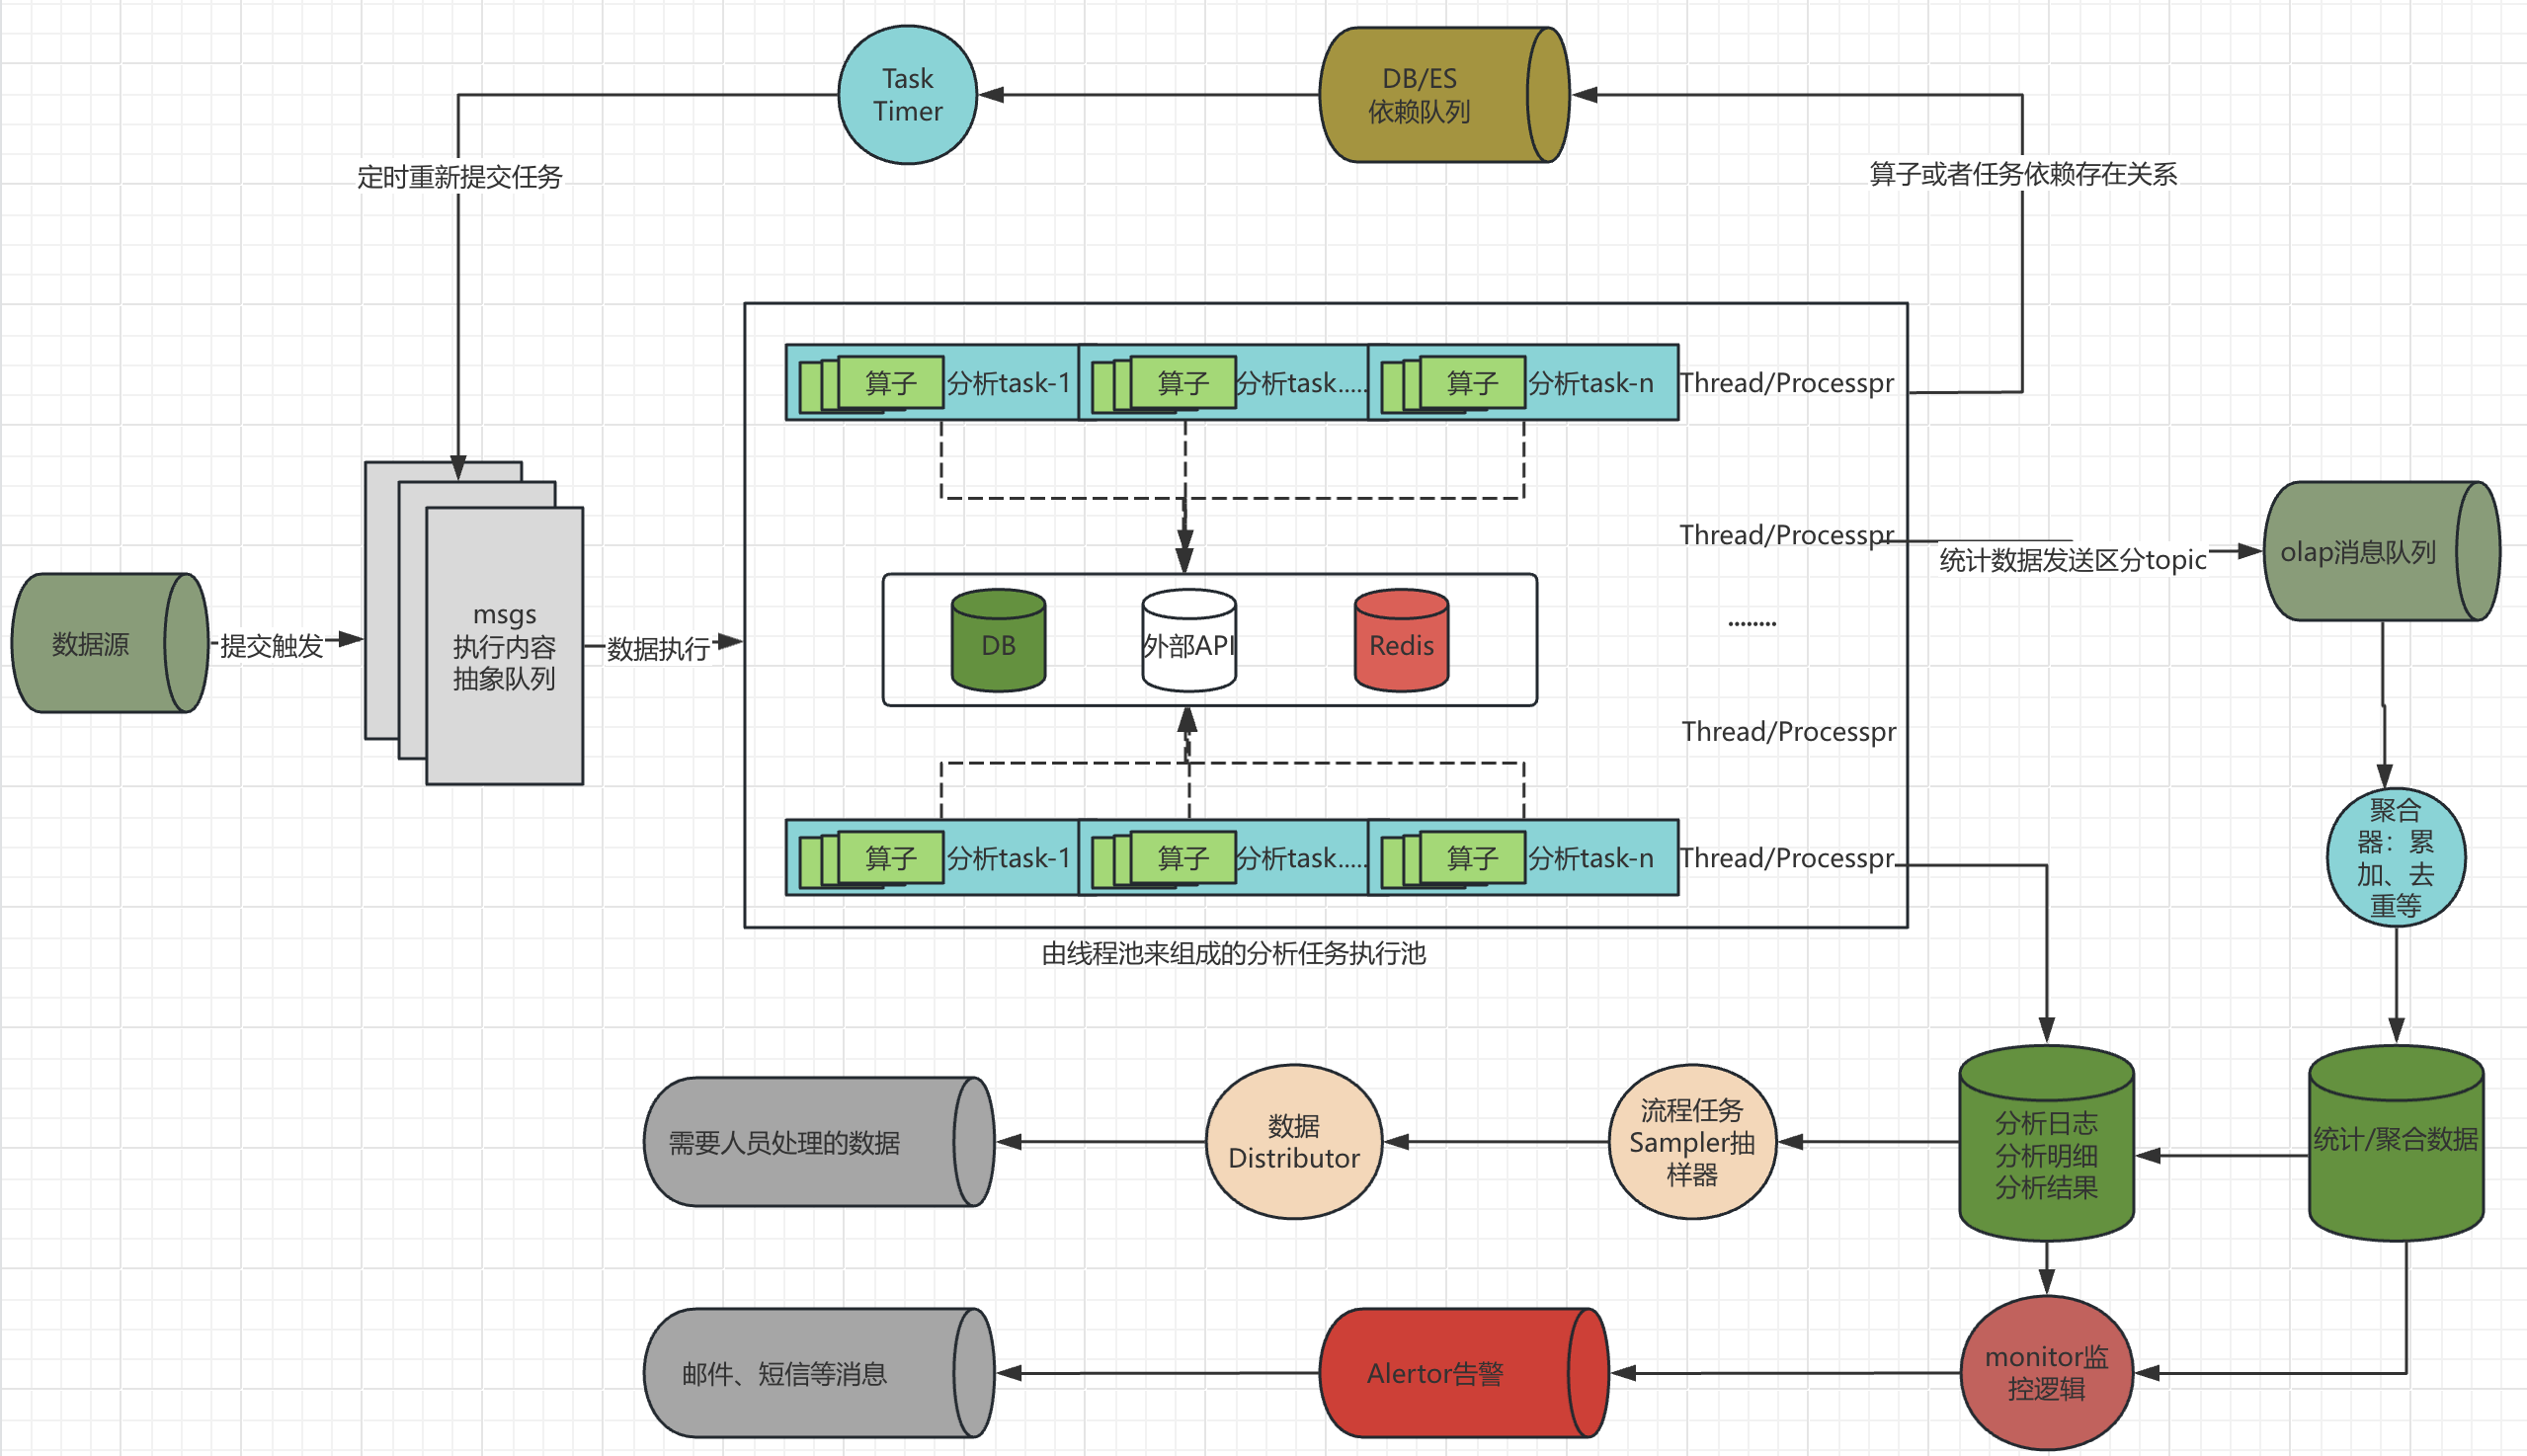 Task
Timer
DB/ES
依赖队列
定时重新提交任务
算子或者任务依赖存在关系
算子
分析task-1
算子
分析task.....
算子
分析task-n
Thread/Processpr
Thread/Processpr
统计数据发送区分topic
olap消息队列
数据源
提交触发
msgs
执行内容
抽象队列
数据执行
DB
外部API
Redis
........
Thread/Processpr
算子
分析task-1
算子
分析task.....
算子
分析task-n
Thread/Processpr
聚合
器：累
加、去
重等
由线程池来组成的分析任务执行池
需要人员处理的数据
数据
Distributor
流程任务
Sampler抽
样器
分析日志
分析明细
分析结果
统计/聚合数据
邮件、短信等消息
Alertor告警
monitor监
控逻辑